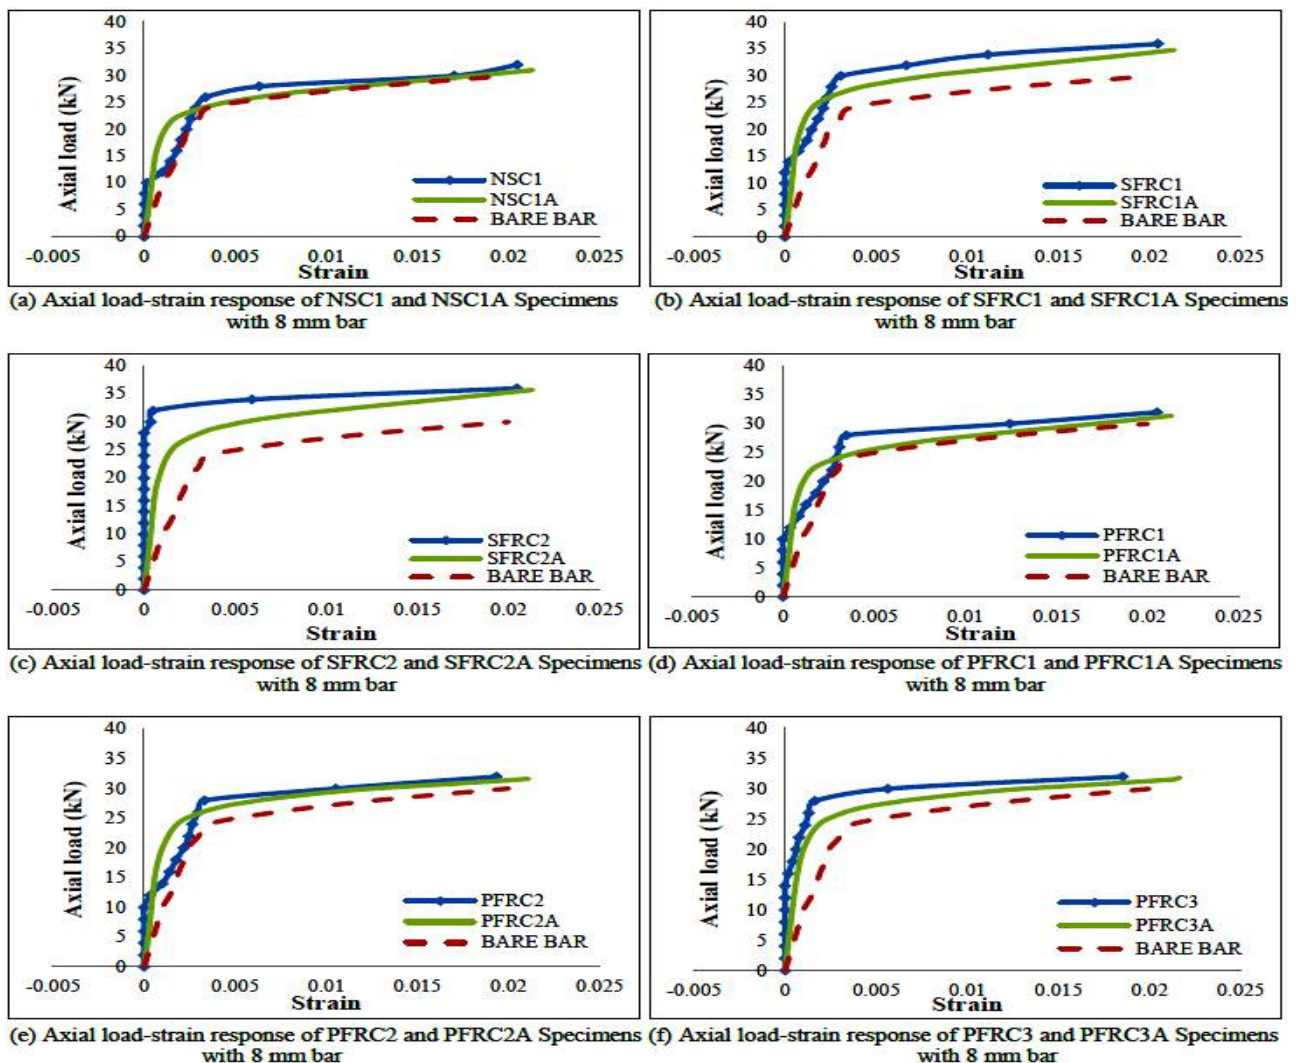 40
35
30
25
20
15
10
5
0
Axial load (kN)
NSC1
NSC1A
BARE BAR
-0.005 0 0.005 0.01 0.015 0.02 0.025
Strain
(a) Axial load-strain response of NSC1 and NSC1A Specimens
with 8 mm bar
40
35
30
25
20
15
10
5
0
Axial load (kN)
SFRC1
SFRC1A
BARE BAR
-0.005 0 0.005 0.01 0.015 0.02 0.025
Strain
(b) Axial load-strain response of SFRC1 and SFRC1A Specimens
with 8 mm bar
40
35
30
25
20
15
10
5
0
Axial load (kN)
SFRC2
SFRC2A
BARE BAR
-0.005 0 0.005 0.01 0.015 0.02 0.025
Strain
(c) Axial load-strain response of SFRC2 and SFRC2A Specimens
with 8 mm bar
40
35
30
25
20
15
10
5
0
Axial load (kN)
PFRC1
PFRC1A
BARE BAR
-0.005 0 0.005 0.01 0.015 0.02 0.025
Strain
(d) Axial load-strain response of PFRC1 and PFRC1A Specimens
with 8 mm bar
40
35
30
25
20
15
10
5
0
Axial load (kN)
PFRC2
PFRC2A
BARE BAR
-0.005 0 0.005 0.01 0.015 0.02 0.025
Strain
(e) Axial load-strain response of PFRC2 and PFRC2A Specimens
with 8 mm bar
40
35
30
25
20
15
10
5
0
Axial load (kN)
PFRC3
PFRC3A
BARE BAR
-0.005 0 0.005 0.01 0.015 0.02 0.025
Strain
(f) Axial load-strain response of PFRC3 and PFRC3A Specimens
with 8 mm bar